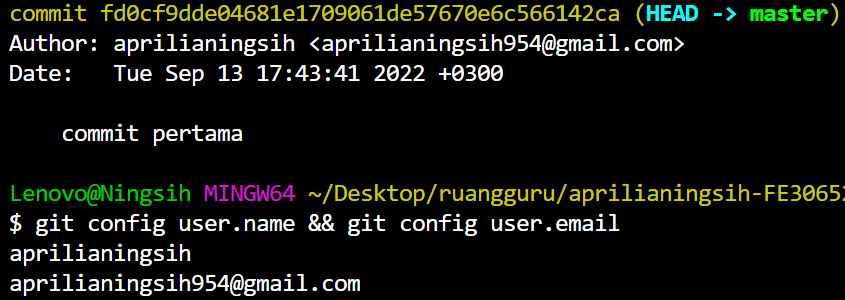 commit fd0cf9dde04681e1709061de57670e6c566142ca (HEAD -> master)
Author: aprilianingsih <aprilianingsih954@gmail.com>
Date:   Tue Sep 13 17:43:41 2022 +0300
commit pertama
Lenovo@Ningsih MINGW64 ~/Desktop/ruangguru/aprilianingsih-FE30652
$ git config user.name && git config user.email
aprilianingsih
aprilianingsih954@gmail.com